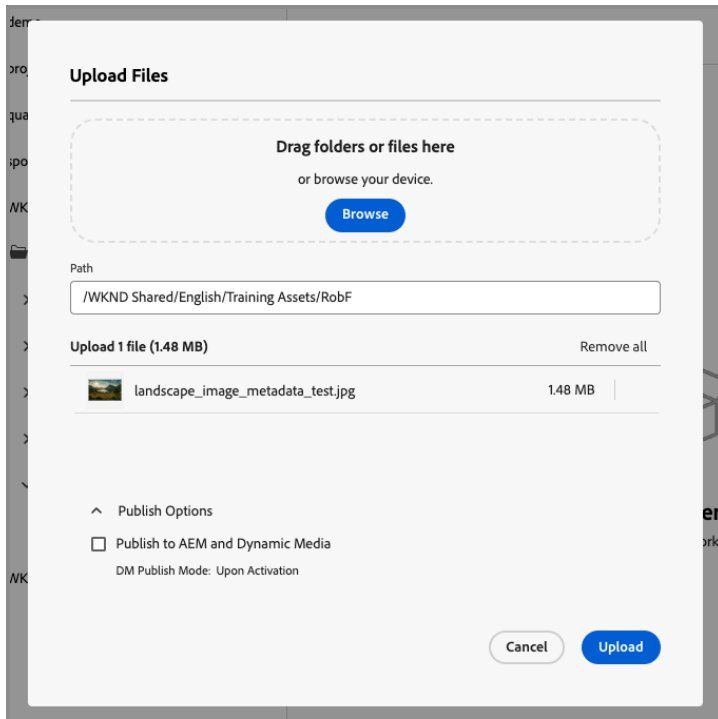 Upload Files
Drag folders or files here
or browse your device.
Browse
Path
/WKND Shared/English/Training Assets/RobF
Upload 1 file (1.48 MB)
Remove all
landscape_image_metadata_test.jpg
1.48 MB
Publish Options
Publish to AEM and Dynamic Media
DM Publish Mode: Upon Activation
Cancel
Upload